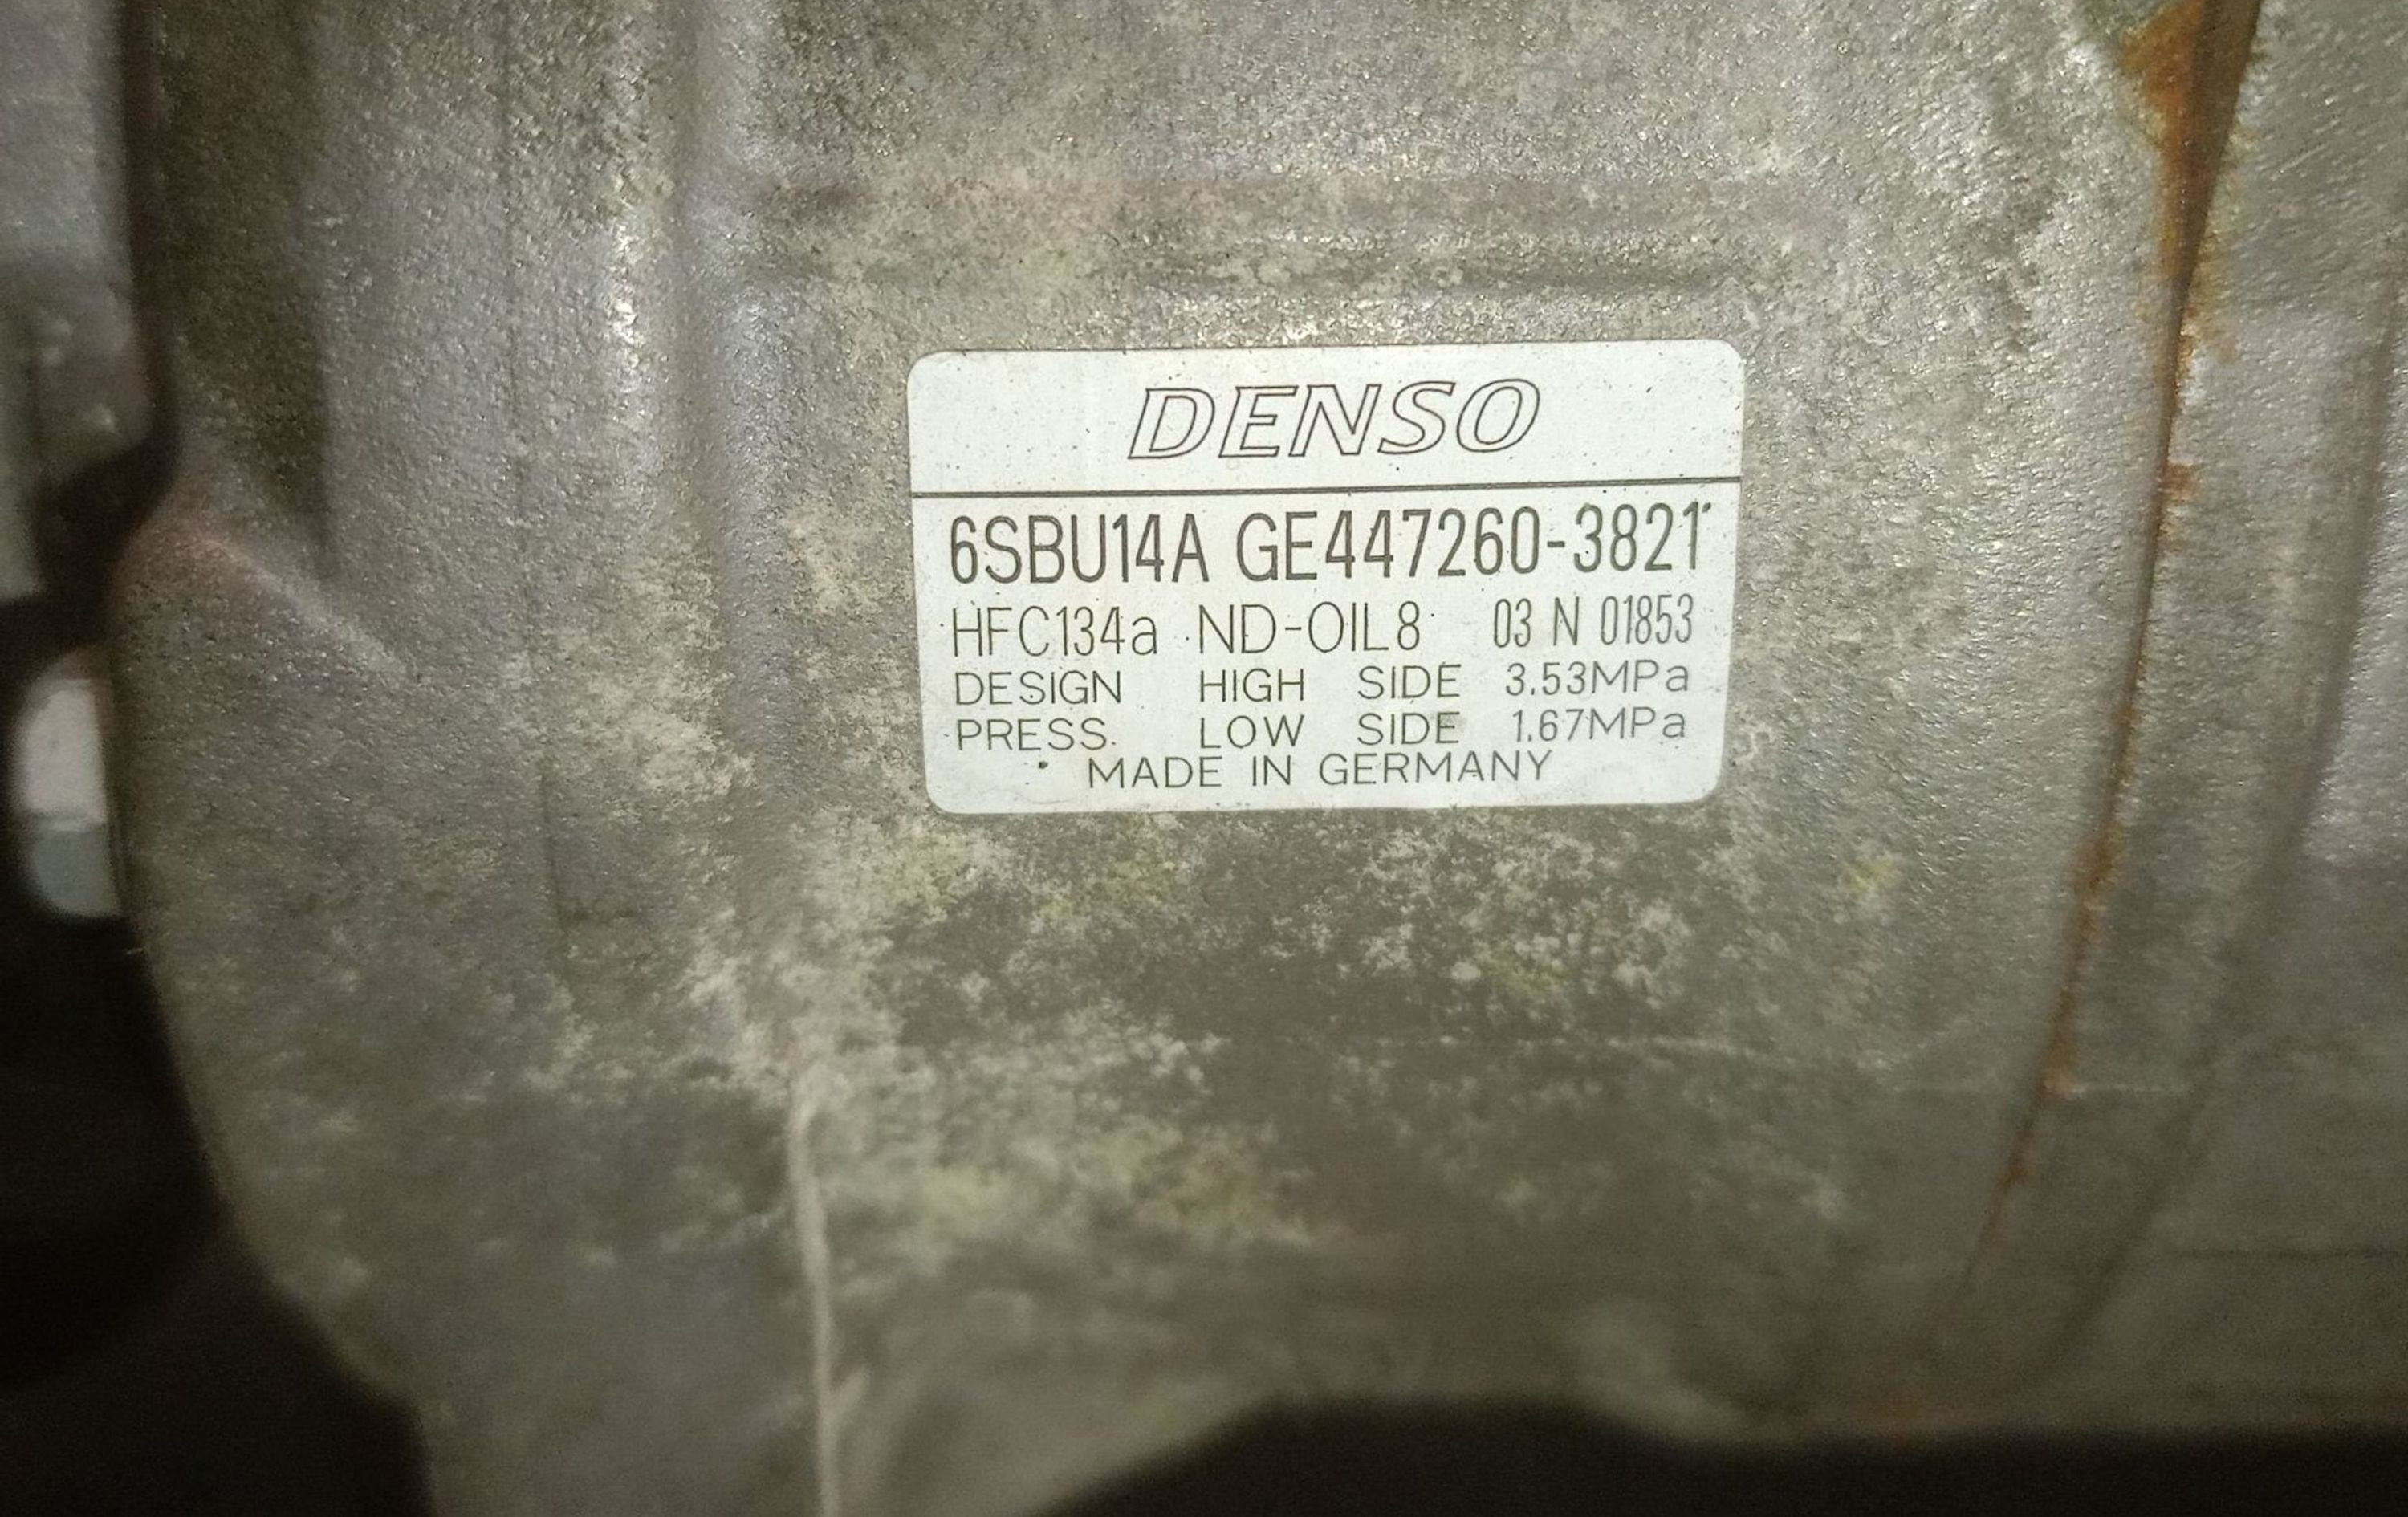 DENSO
6SBU14A GE447260-3821
HFC134a ND-OIL8 03 N 01853
DESIGN HIGH SIDE 3.53MPa
PRESS. LOW SIDE 1.67MPa
MADE IN GERMANY